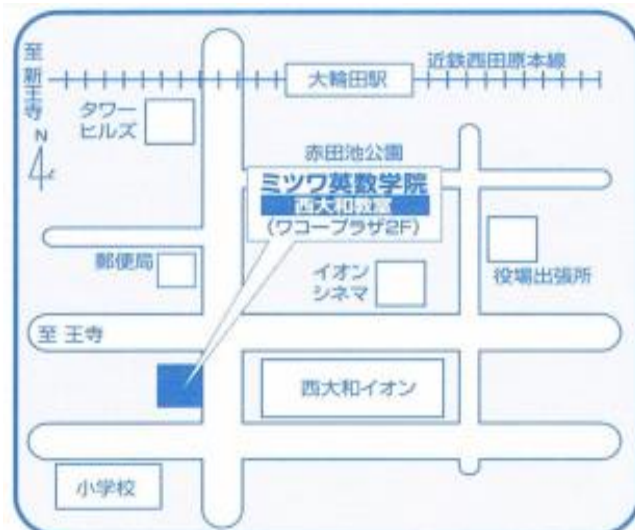 至 新王寺
近鉄西田原本線
大輪田駅
タワー
ヒルズ
N
赤田池公園
ミツワ英数学院
西大和教室
(ワコープラザ2F)
郵便局
イオン
シネマ
役場出張所
至 王寺
西大和イオン
小学校